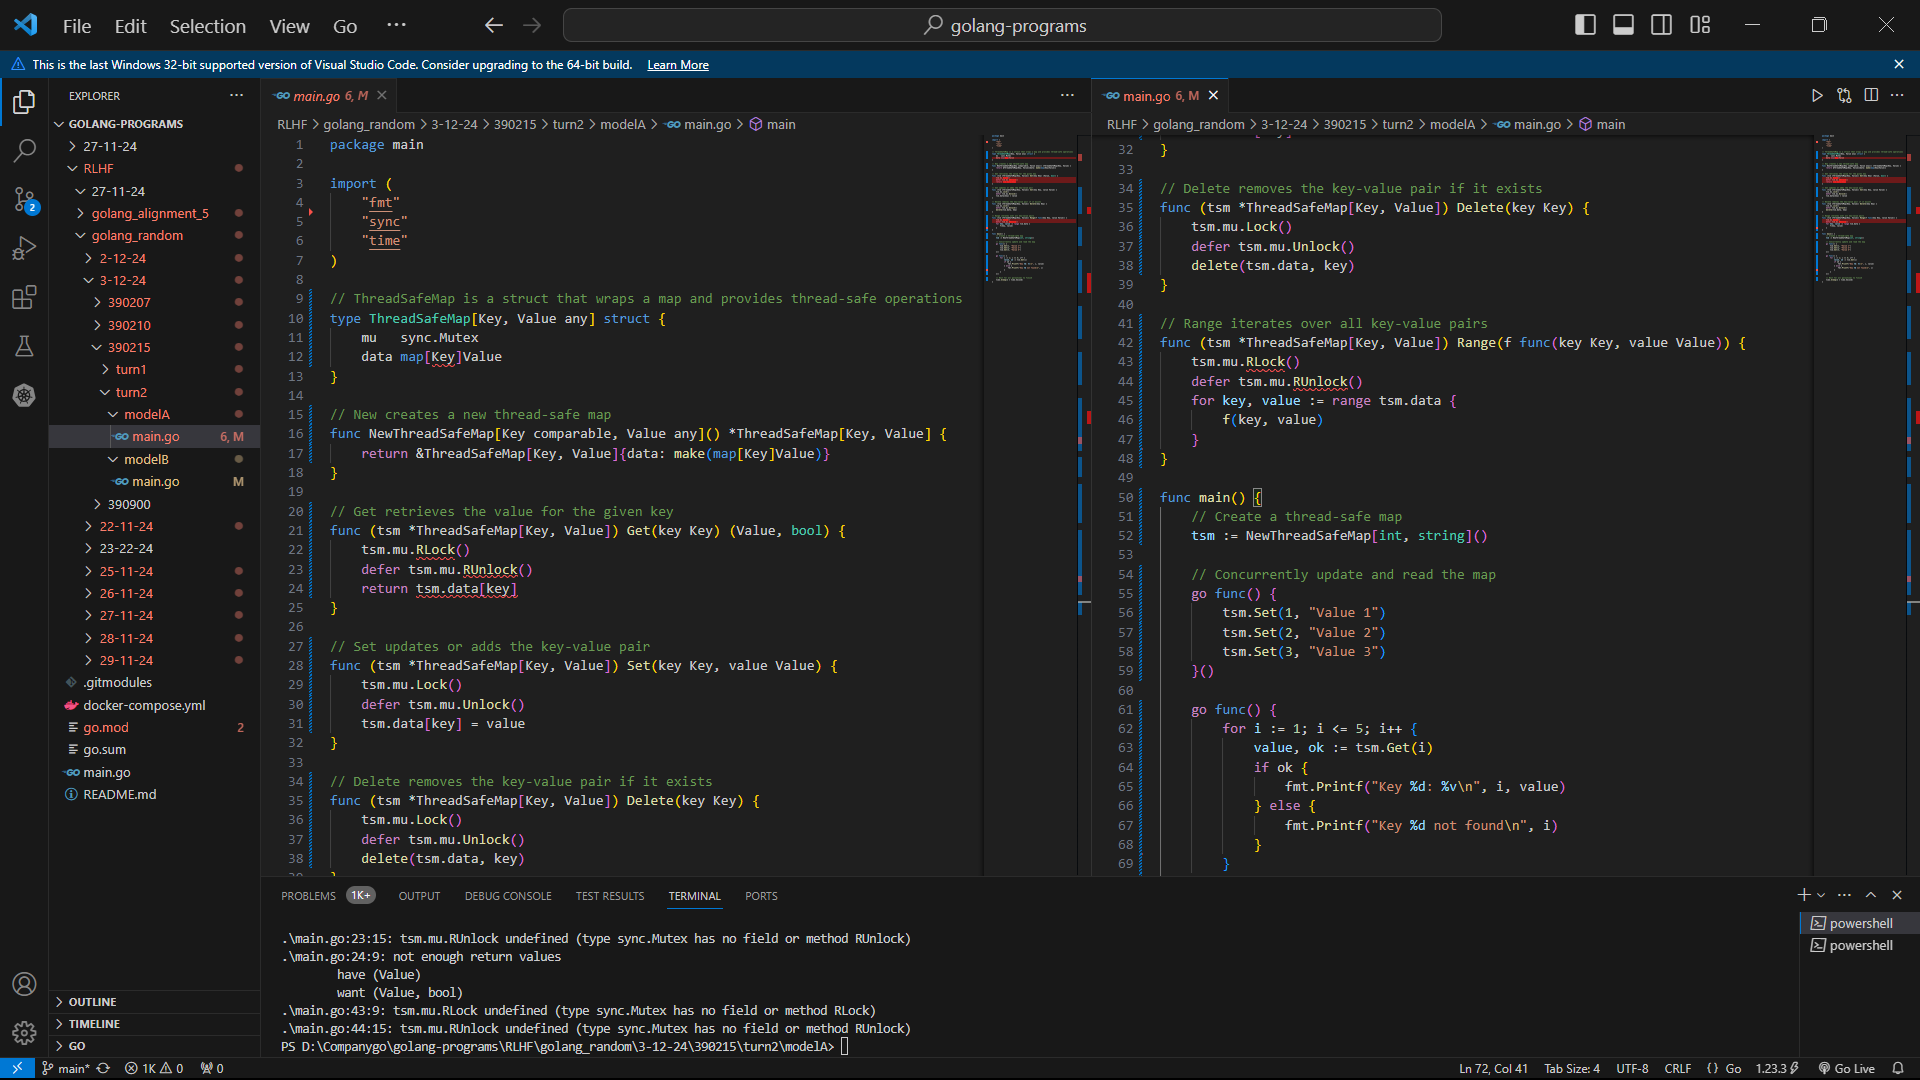 File Edit Selection View Go ··· golang-programs
This is the last Windows 32-bit supported version of Visual Studio Code. Consider upgrading to the 64-bit build. Learn More
EXPLORER ···
GOLANG-PROGRAMS
27-11-24
RLHF
27-11-24
golang_alignment_5
golang_random
2-12-24
3-12-24
390207
390210
390215
turn1
turn2
modelA
main.go 6, M
modelB
main.go M
390900
22-11-24
23-22-24
25-11-24
26-11-24
27-11-24
28-11-24
29-11-24
.gitmodules
docker-compose.yml
go.mod 2
go.sum
main.go
README.md
OUTLINE
TIMELINE
GO
2
main.go 6, M
RLHF > golang_random > 3-12-24 > 390215 > turn2 > modelA > main.go > main
1 package main
2
3 import (
4 "fmt"
5 "sync"
6 "time"
7 )
8
9 // ThreadSafeMap is a struct that wraps a map and provides thread-safe operations
10 type ThreadSafeMap[Key, Value any] struct {
11 mu sync.Mutex
12 data map[Key]Value
13 }
14
15 // New creates a new thread-safe map
16 func NewThreadSafeMap[Key comparable, Value any]() *ThreadSafeMap[Key, Value] {
17 return &ThreadSafeMap[Key, Value]{data: make(map[Key]Value)}
18 }
19
20 // Get retrieves the value for the given key
21 func (tsm *ThreadSafeMap[Key, Value]) Get(key Key) (Value, bool) {
22 tsm.mu.RLock()
23 defer tsm.mu.RUnlock()
24 return tsm.data[key]
25 }
26
27 // Set updates or adds the key-value pair
28 func (tsm *ThreadSafeMap[Key, Value]) Set(key Key, value Value) {
29 tsm.mu.Lock()
30 defer tsm.mu.Unlock()
31 tsm.data[key] = value
32 }
33
34 // Delete removes the key-value pair if it exists
35 func (tsm *ThreadSafeMap[Key, Value]) Delete(key Key) {
36 tsm.mu.Lock()
37 defer tsm.mu.Unlock()
38 delete(tsm.data, key)
main.go 6, M
RLHF > golang_random > 3-12-24 > 390215 > turn2 > modelA > main.go > main
32 }
33
34 // Delete removes the key-value pair if it exists
35 func (tsm *ThreadSafeMap[Key, Value]) Delete(key Key) {
36 tsm.mu.Lock()
37 defer tsm.mu.Unlock()
38 delete(tsm.data, key)
39 }
40
41 // Range iterates over all key-value pairs
42 func (tsm *ThreadSafeMap[Key, Value]) Range(f func(key Key, value Value)) {
43 tsm.mu.RLock()
44 defer tsm.mu.RUnlock()
45 for key, value := range tsm.data {
46 f(key, value)
47 }
48 }
49
50 func main() {
51 // Create a thread-safe map
52 tsm := NewThreadSafeMap[int, string]()
53
54 // Concurrently update and read the map
55 go func() {
56 tsm.Set(1, "Value 1")
57 tsm.Set(2, "Value 2")
58 tsm.Set(3, "Value 3")
59 }()
60
61 go func() {
62 for i := 1; i <= 5; i++ {
63 value, ok := tsm.Get(i)
64 if ok {
65 fmt.Printf("Key %d: %v\n", i, value)
66 } else {
67 fmt.Printf("Key %d not found\n", i)
68 }
69 }
PROBLEMS 1K+ OUTPUT DEBUG CONSOLE TEST RESULTS TERMINAL PORTS
.\main.go:23:15: tsm.mu.RUnlock undefined (type sync.Mutex has no field or method RUnlock)
.\main.go:24:9: not enough return values
have (Value)
want (Value, bool)
.\main.go:43:9: tsm.mu.RLock undefined (type sync.Mutex has no field or method RLock)
.\main.go:44:15: tsm.mu.RUnlock undefined (type sync.Mutex has no field or method RUnlock)
PS D:\Companygo\golang-programs\RLHF\golang_random\3-12-24\390215\turn2\modelA>
powershell
powershell
main* 1K 0 0 Ln 72, Col 41 Tab Size: 4 UTF-8 CRLF {} Go 1.23.3 Go Live